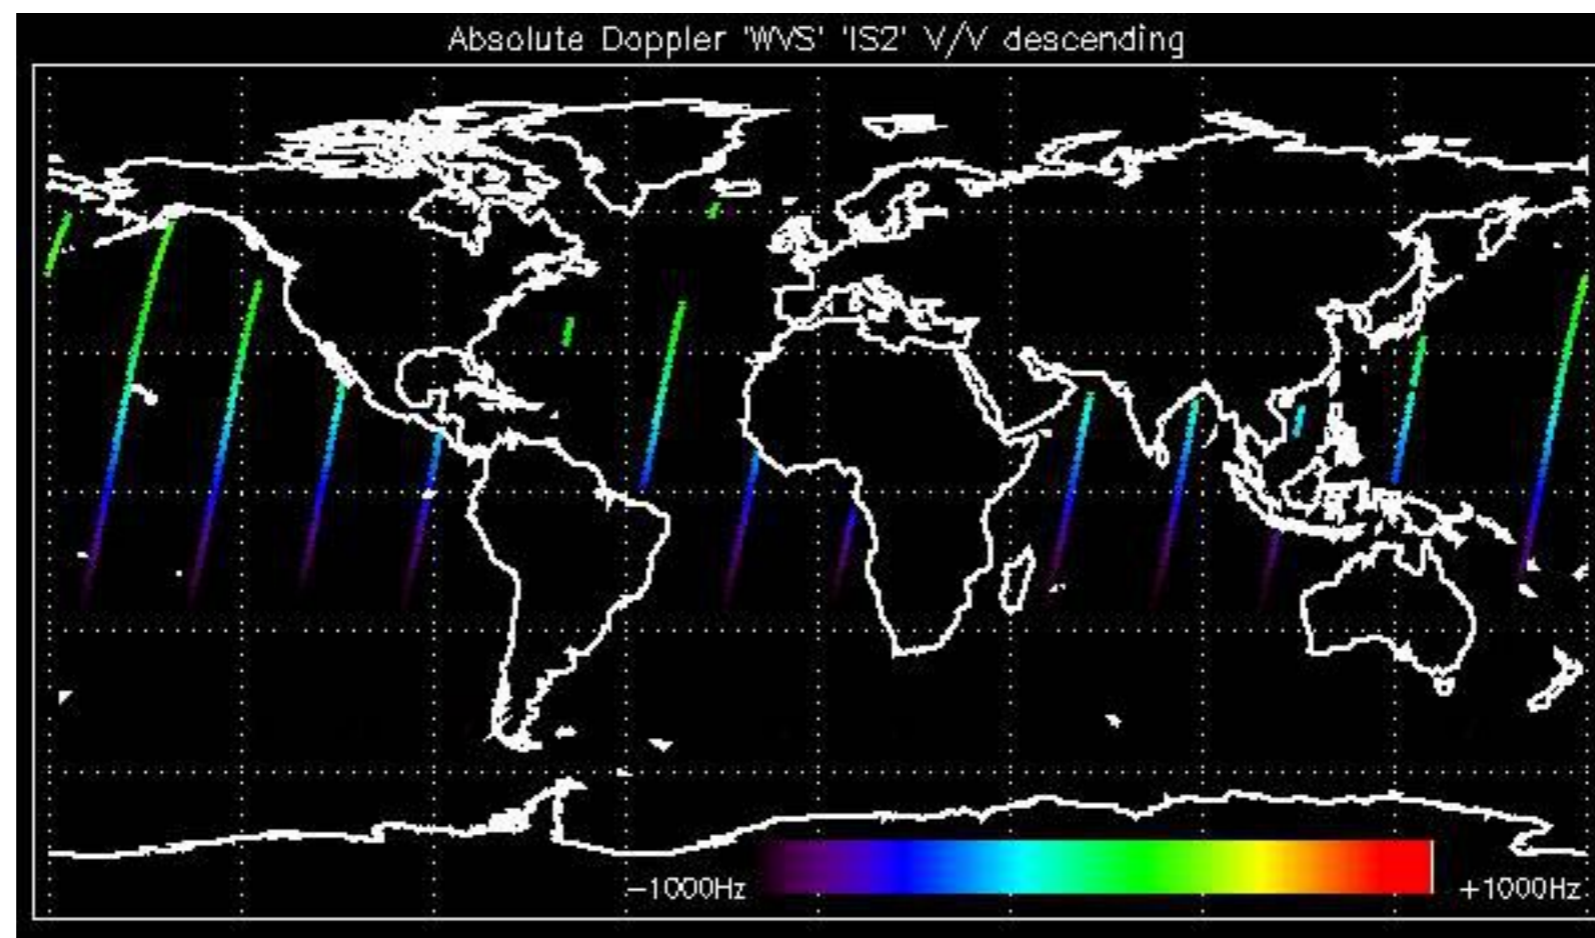 Absolute Doppler 'WVS' 'IS2' V/V descending
−1000Hz
+1000Hz